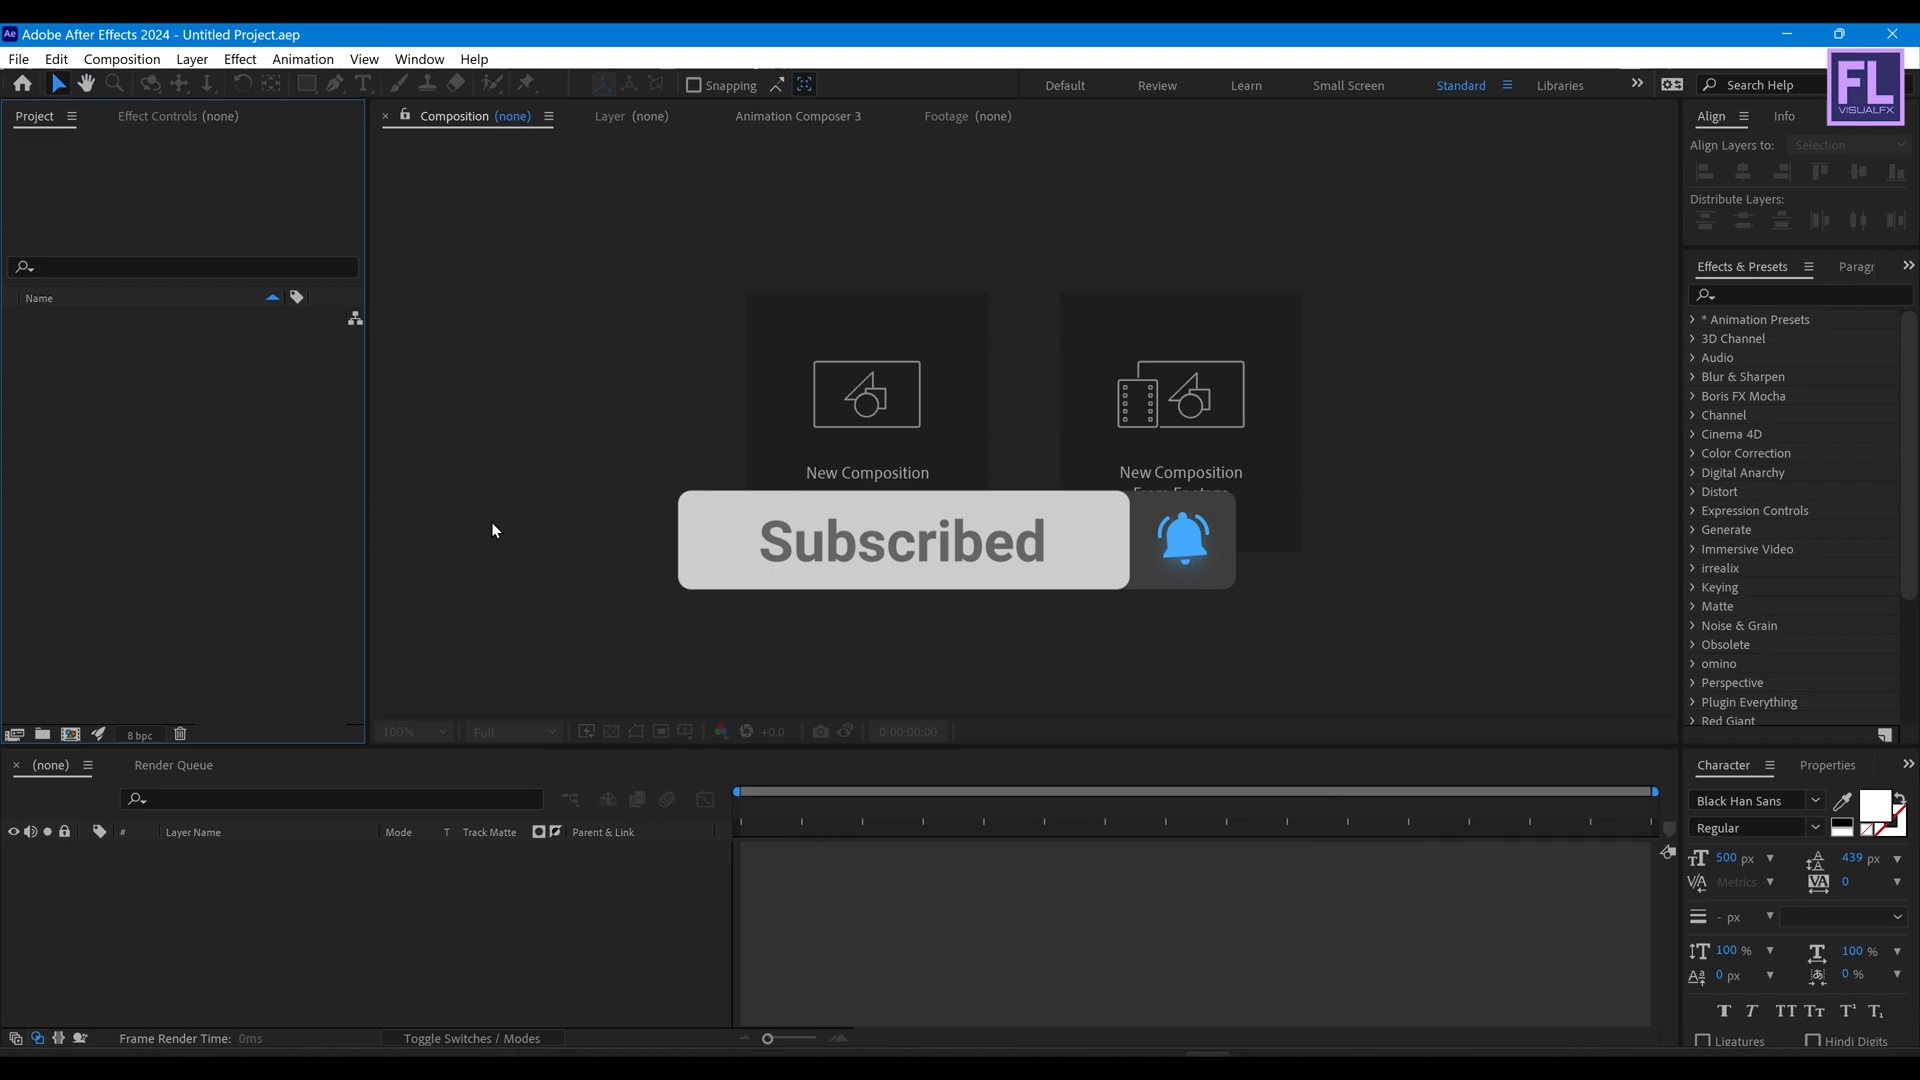 Ae Adobe After Effects 2024 - Untitled Project.aep
File Edit Composition Layer Effect Animation View Window Help
Snapping
Default Review Learn Small Screen Standard Libraries
Search Help
FL
VISUALFX
Project Effect Controls (none)
Composition (none) Layer (none) Animation Composer 3 Footage (none)
Align Info
Align Layers to: Selection
Distribute Layers:
Name
Effects & Presets Paragr
* Animation Presets
3D Channel
Audio
Blur & Sharpen
Boris FX Mocha
Channel
Cinema 4D
Color Correction
Digital Anarchy
Distort
Expression Controls
Generate
Immersive Video
irrealix
Keying
Matte
Noise & Grain
Obsolete
omino
Perspective
Plugin Everything
Red Giant
New Composition
New Composition
From Footage
Subscribed
8 bpc
100% Full +0.0 0:00:00:00
(none) Render Queue
# Layer Name Mode T Track Matte Parent & Link
Character Properties
Black Han Sans
Regular
500 px 439 px
Metrics 0
- px
100 % 100 %
0 px 0 %
Ligatures Hindi Digits
Frame Render Time: 0ms Toggle Switches / Modes